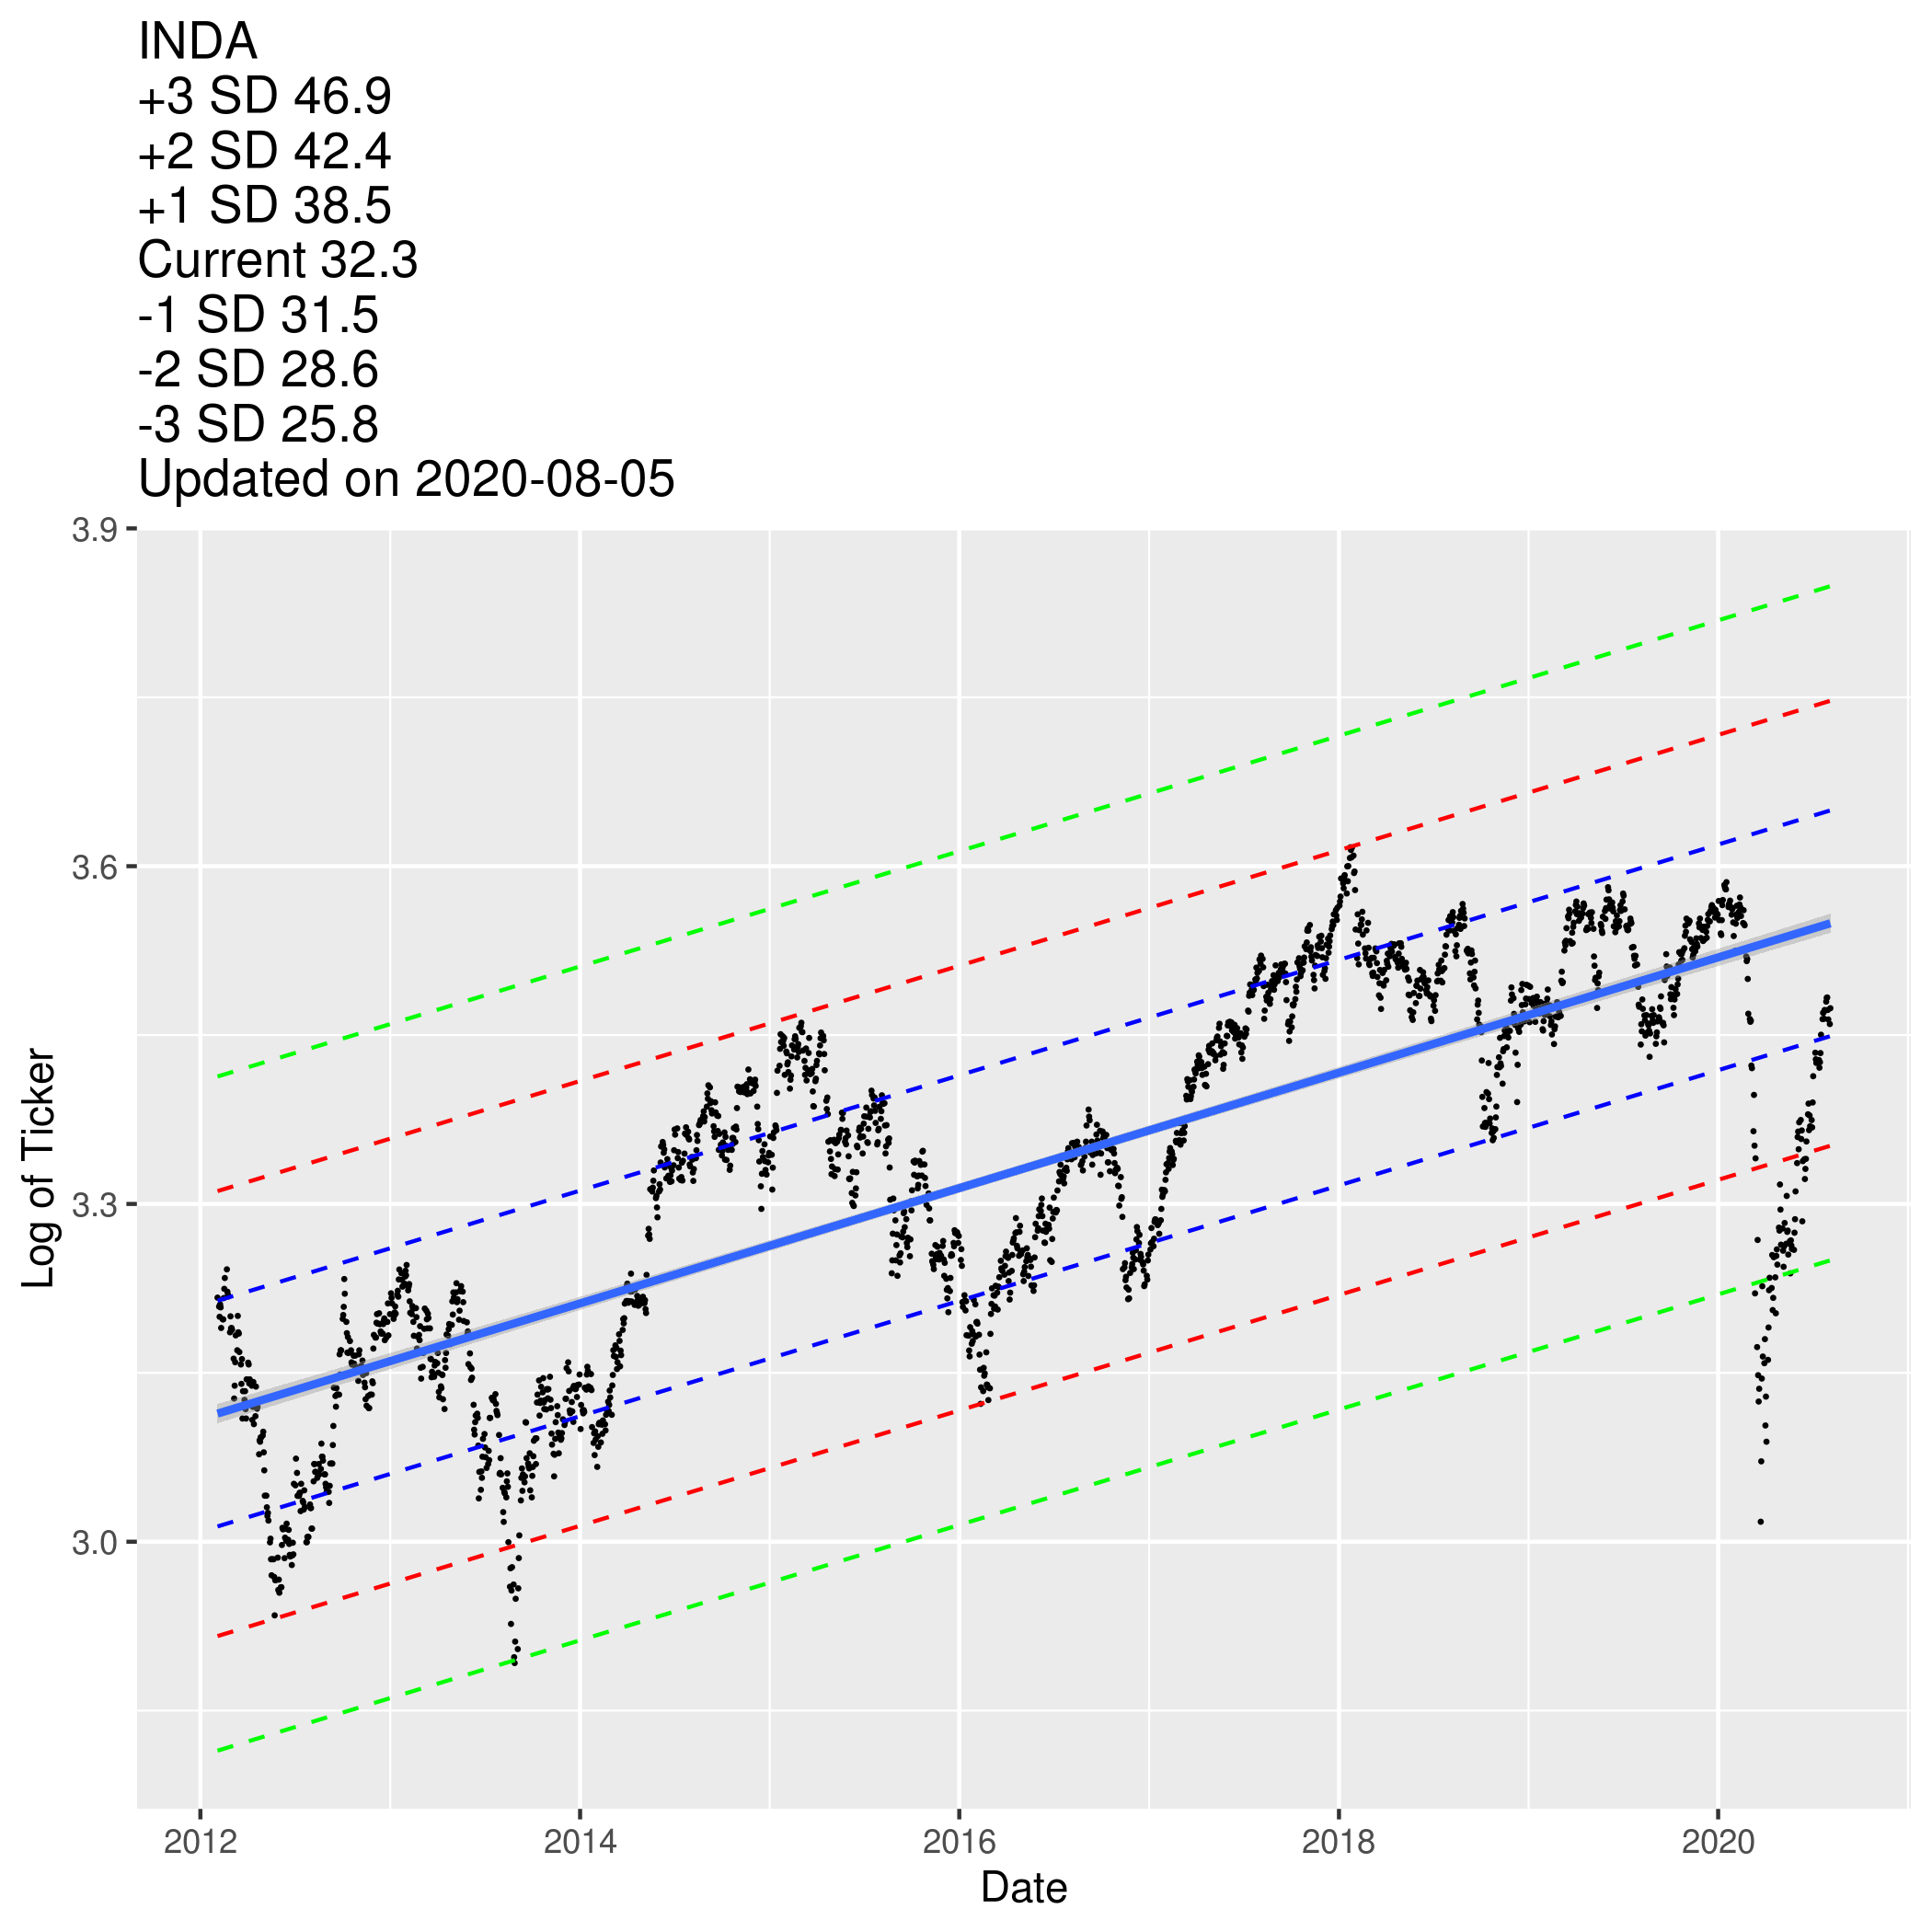 INDA
+3 SD 46.9
+2 SD 42.4
+1 SD 38.5
Current 32.3
-1 SD 31.5
-2 SD 28.6
-3 SD 25.8
Updated on 2020-08-05
3.9
3.6
3.3
3.0
Log of Ticker
2012
2014
2016
2018
2020
Date